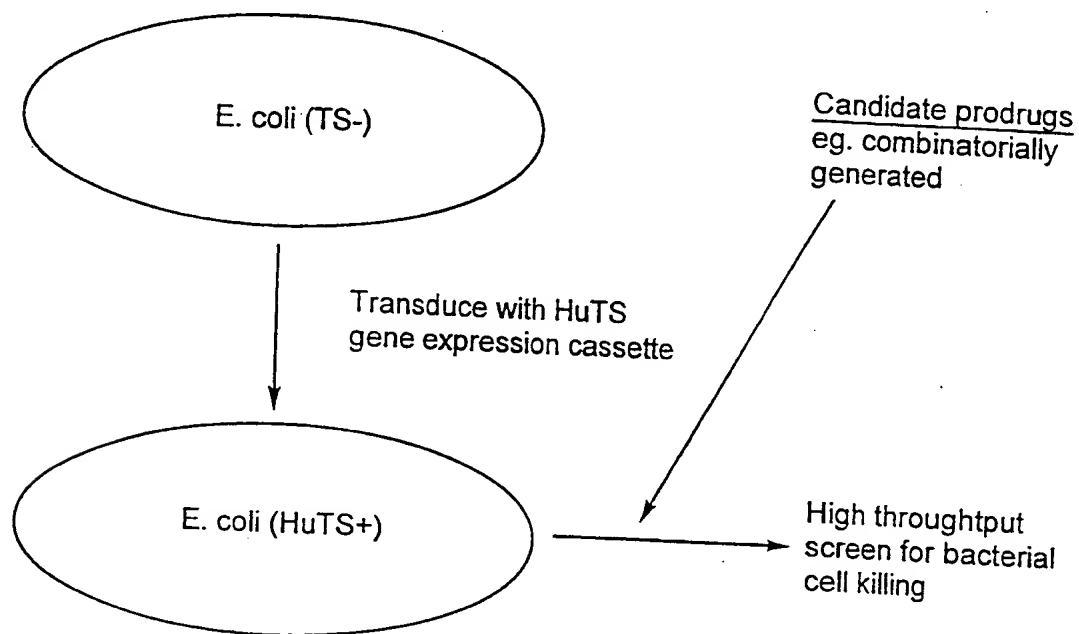 E. coli (TS-)
Candidate prodrugs
eg. combinatorially
generated
Transduce with HuTS
gene expression cassette
E. coli (HuTS+)
High throughtput
screen for bacterial
cell killing